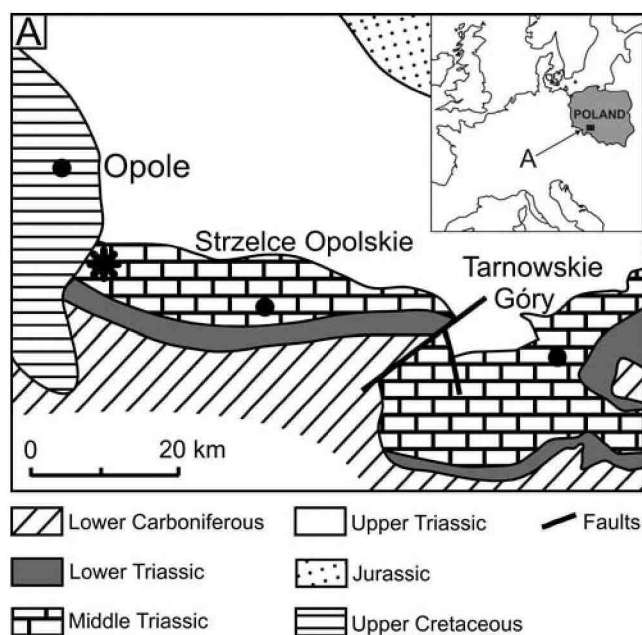 A
POLAND
A
Opole
Strzelce Opolskie
Tarnowskie
Góry
0 20 km
Lower Carboniferous
Upper Triassic
Faults
Lower Triassic
Jurassic
Middle Triassic
Upper Cretaceous